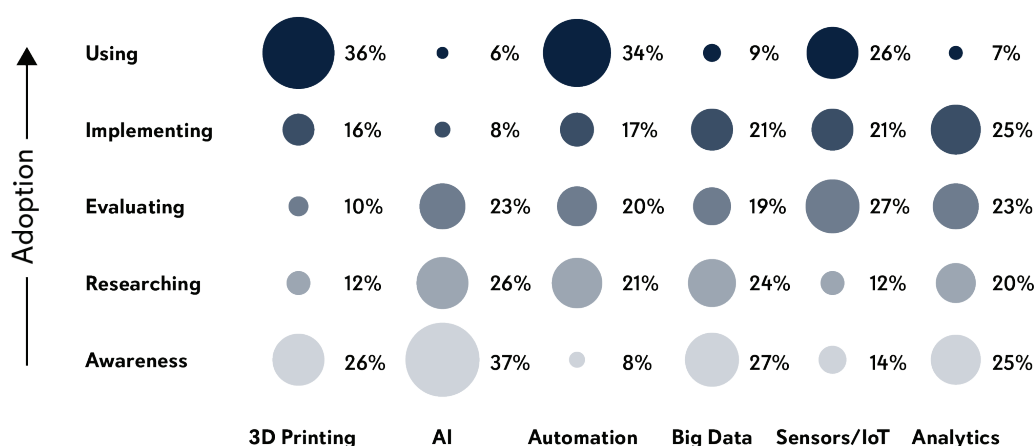 Using 36% 6% 34% 9% 26% 7%
Implementing 16% 8% 17% 21% 21% 25%
Evaluating 10% 23% 20% 19% 27% 23%
Researching 12% 26% 21% 24% 12% 20%
Awareness 26% 37% 8% 27% 14% 25%
Adoption
3D Printing AI Automation Big Data Sensors/IoT Analytics